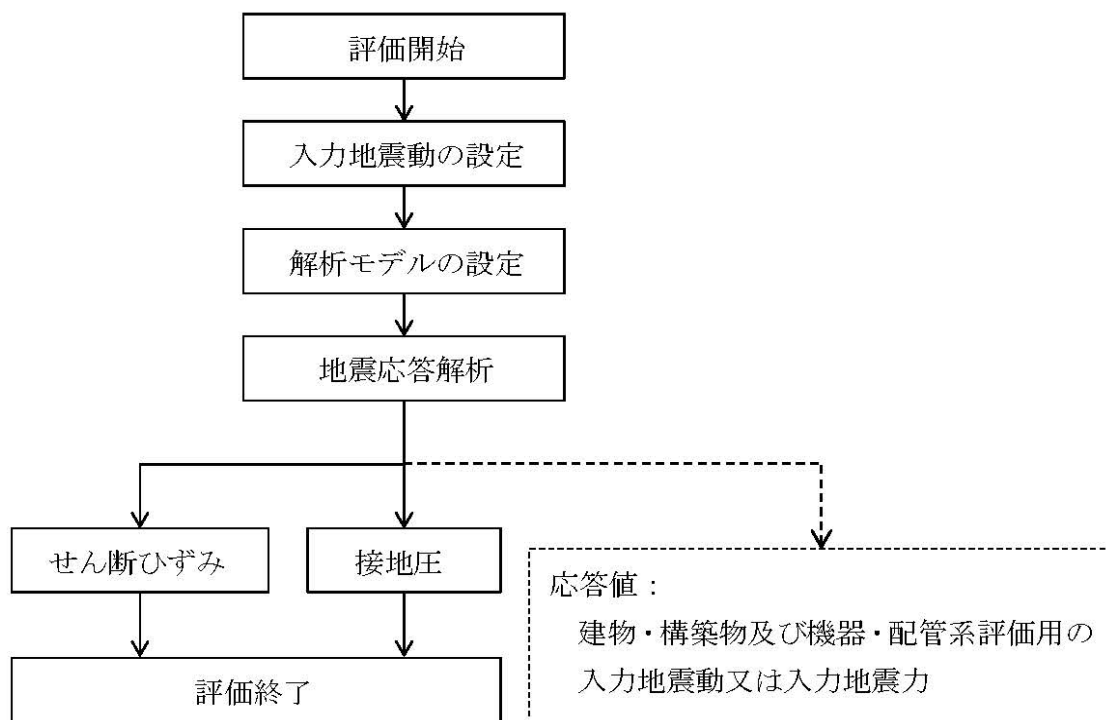 評価開始
入力地震動の設定
解析モデルの設定
地震応答解析
せん断ひずみ
接地圧
応答値：
建物・構築物及び機器・配管系評価用の
入力地震動又は入力地震力
評価終了